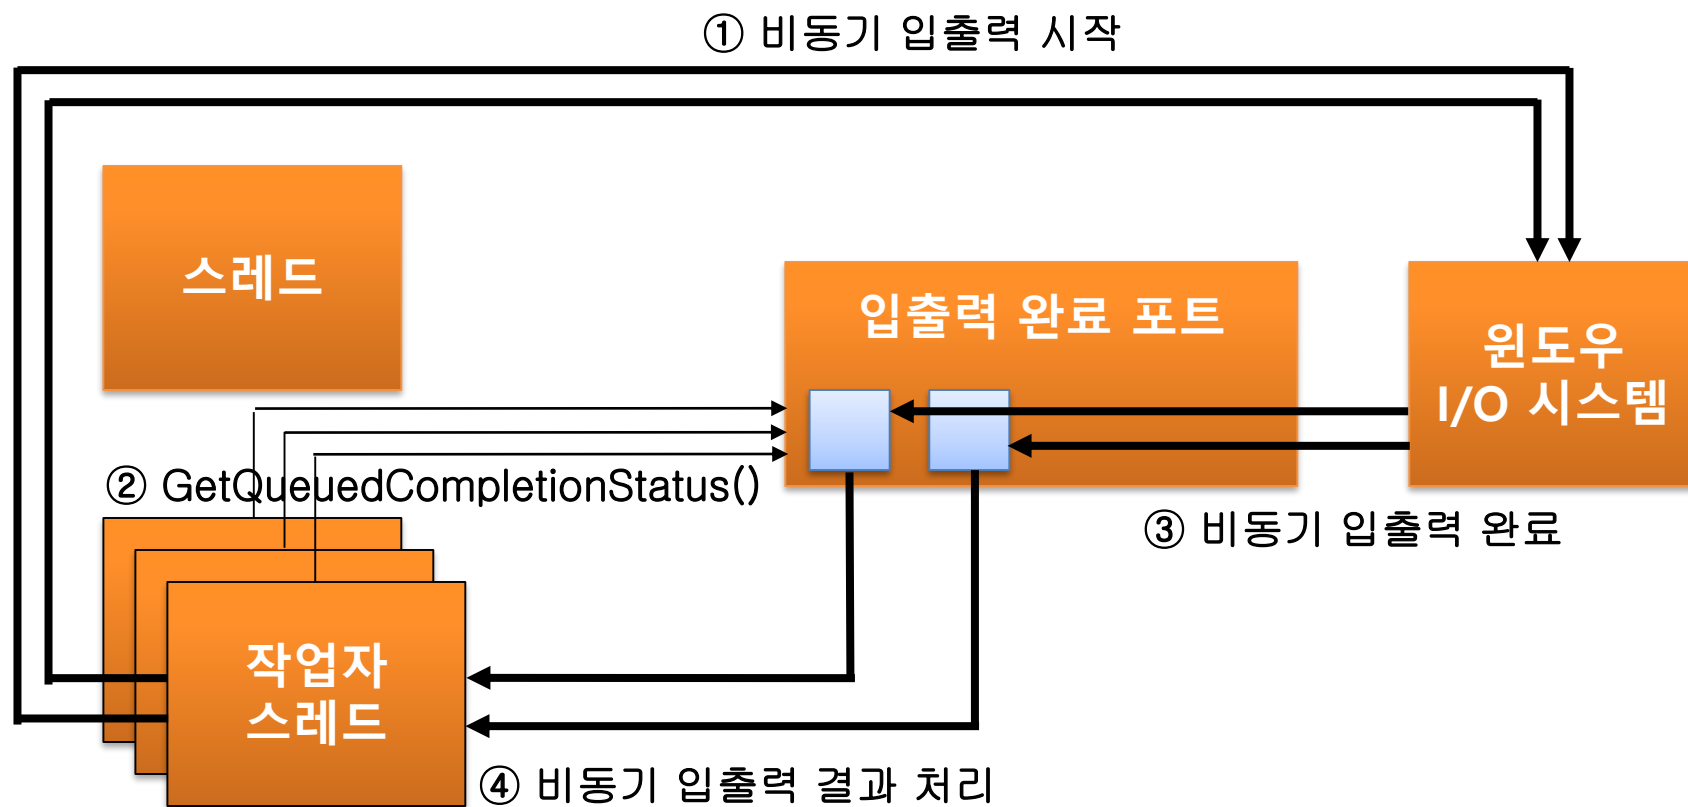 ① 비동기 입출력 시작
스레드
입출력 완료 포트
윈도우
I/O 시스템
② GetQueuedCompletionStatus()
③ 비동기 입출력 완료
작업자
스레드
④ 비동기 입출력 결과 처리